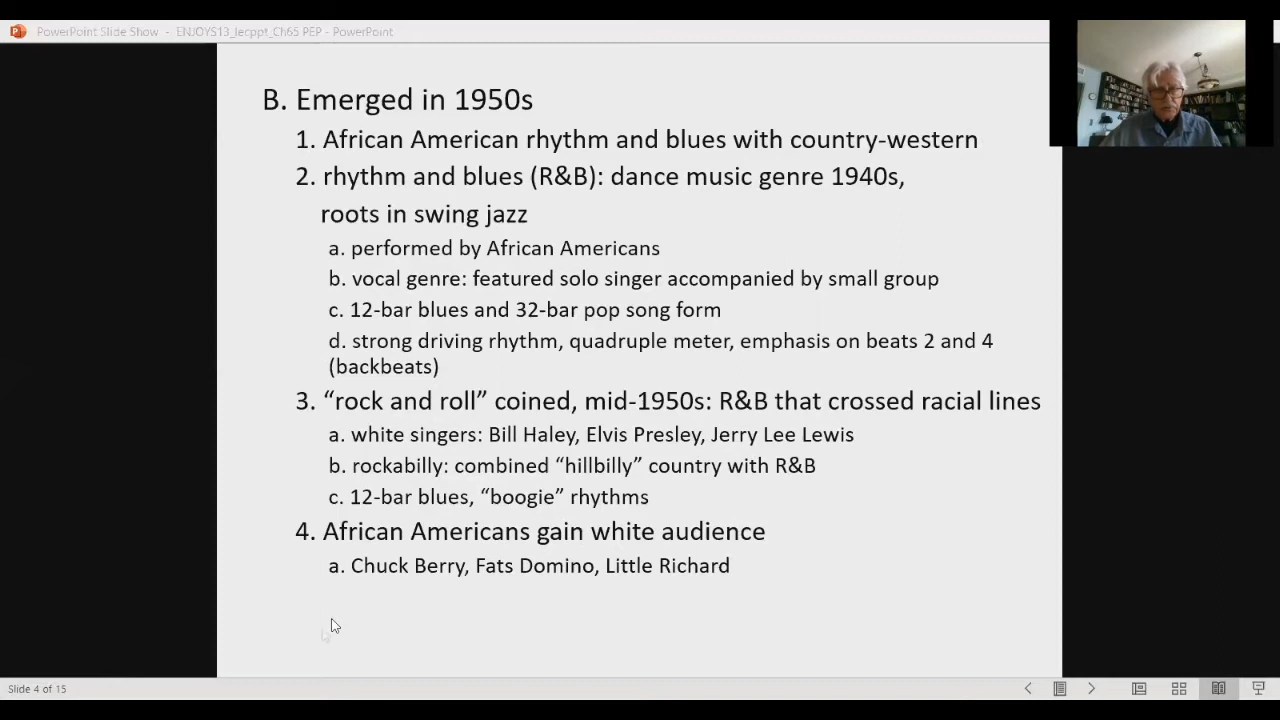 PowerPoint Slide Show - ENJOYS13_lecppt_Ch65 PEP - PowerPoint
B. Emerged in 1950s
1. African American rhythm and blues with country-western
2. rhythm and blues (R&B): dance music genre 1940s,
roots in swing jazz
a. performed by African Americans
b. vocal genre: featured solo singer accompanied by small group
c. 12-bar blues and 32-bar pop song form
d. strong driving rhythm, quadruple meter, emphasis on beats 2 and 4
(backbeats)
3. “rock and roll” coined, mid-1950s: R&B that crossed racial lines
a. white singers: Bill Haley, Elvis Presley, Jerry Lee Lewis
b. rockabilly: combined “hillbilly” country with R&B
c. 12-bar blues, “boogie” rhythms
4. African Americans gain white audience
a. Chuck Berry, Fats Domino, Little Richard
Slide 4 of 15